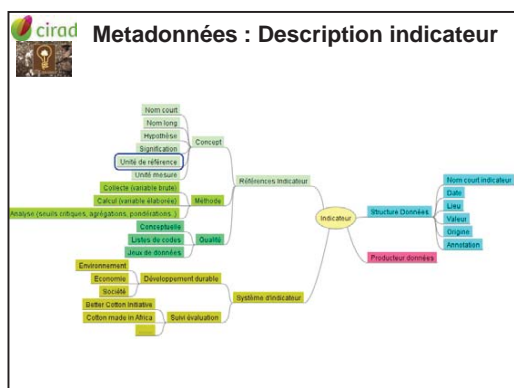 cirad
Metadonnées : Description indicateur
Nom court
Nom long
Hypothèse
Signification
Unité de référence
Unité mesure
Concept
Collecte (variable brute)
Calcul (variable élaborée)
Analyse (seuils critiques, agrégations, pondérations..)
Méthode
Conceptuelle
Listes de codes
Jeux de données
Qualité
Références Indicateur
Environnement
Economie
Société
Développement durable
Better Cotton Initiative
Cotton made in Africa
.......
Suivi évaluation
Système d'indicateur
Indicateur
Structure Données
Nom court indicateur
Date
Lieu
Valeur
Origine
Annotation
Producteur données